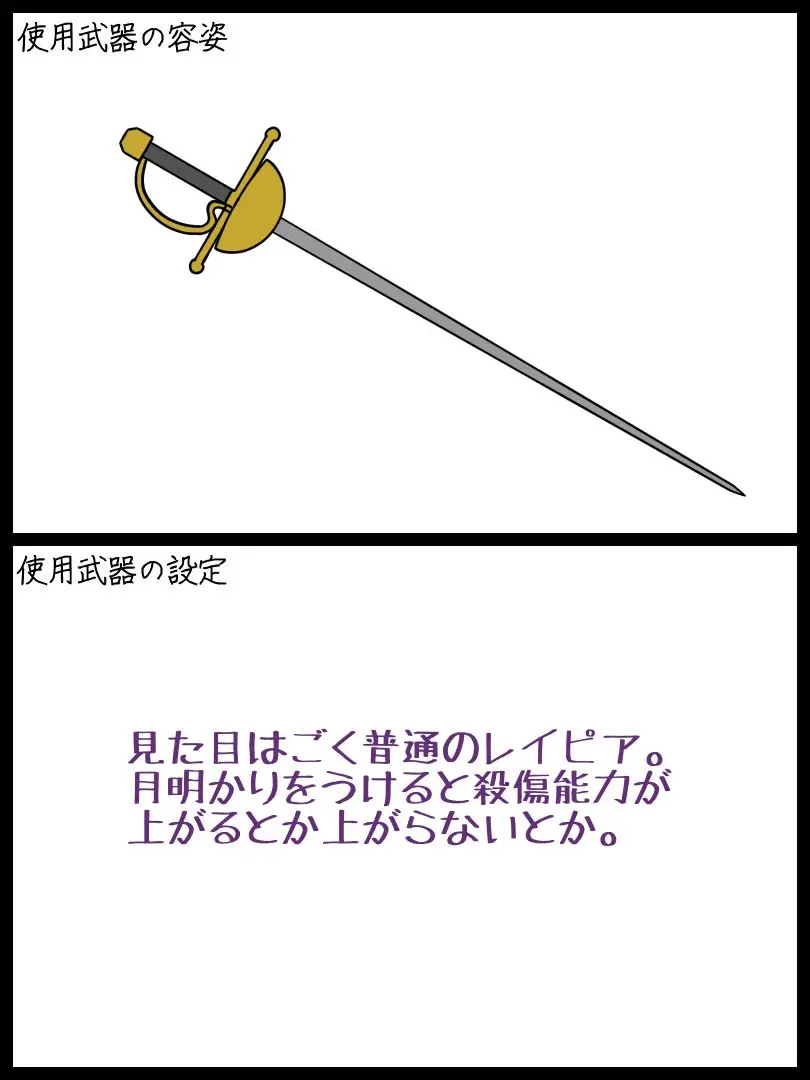 使用武器の容姿
使用武器の設定
見た目はごく普通のレイピア。
月明かりをうけると殺傷能力が
上がるとか上がらないとか。